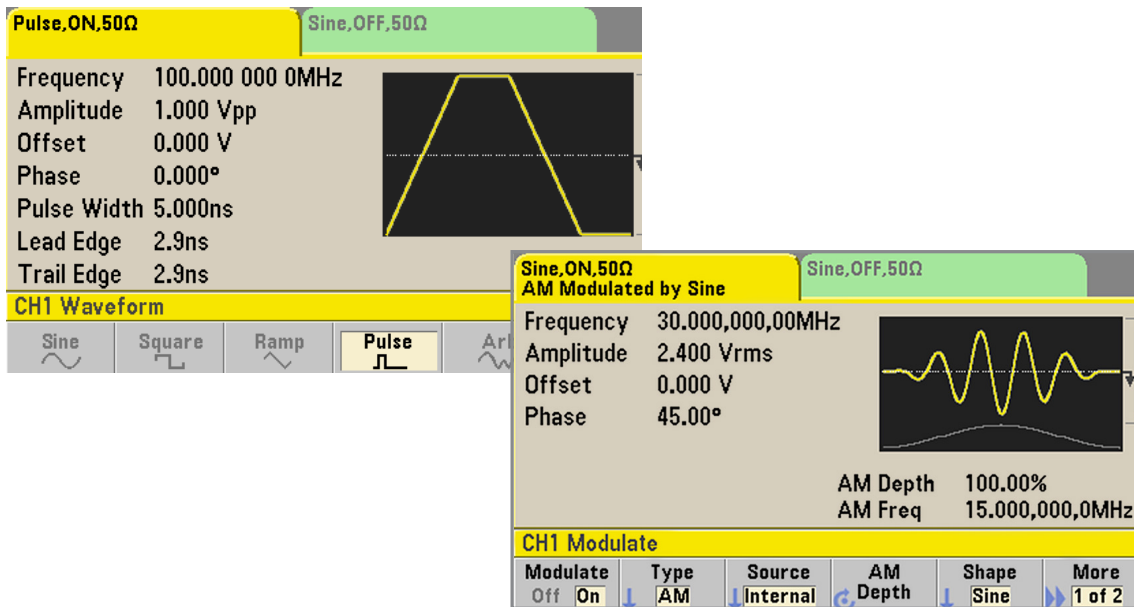 Pulse,ON,50Ω
Sine,OFF,50Ω
Frequency 100.000 000 0MHz
Amplitude 1.000 Vpp
Offset 0.000 V
Phase 0.000°
Pulse Width 5.000ns
Lead Edge 2.9ns
Trail Edge 2.9ns
CH1 Waveform
Sine Square Ramp Pulse
Sine,ON,50Ω
AM Modulated by Sine
Sine,OFF,50Ω
Frequency 30.000,000,00MHz
Amplitude 2.400 Vrms
Offset 0.000 V
Phase 45.00°
AM Depth 100.00%
AM Freq 15.000,000,0MHz
CH1 Modulate
Modulate Type Source AM Shape More
Off On AM Internal Depth Sine 1 of 2